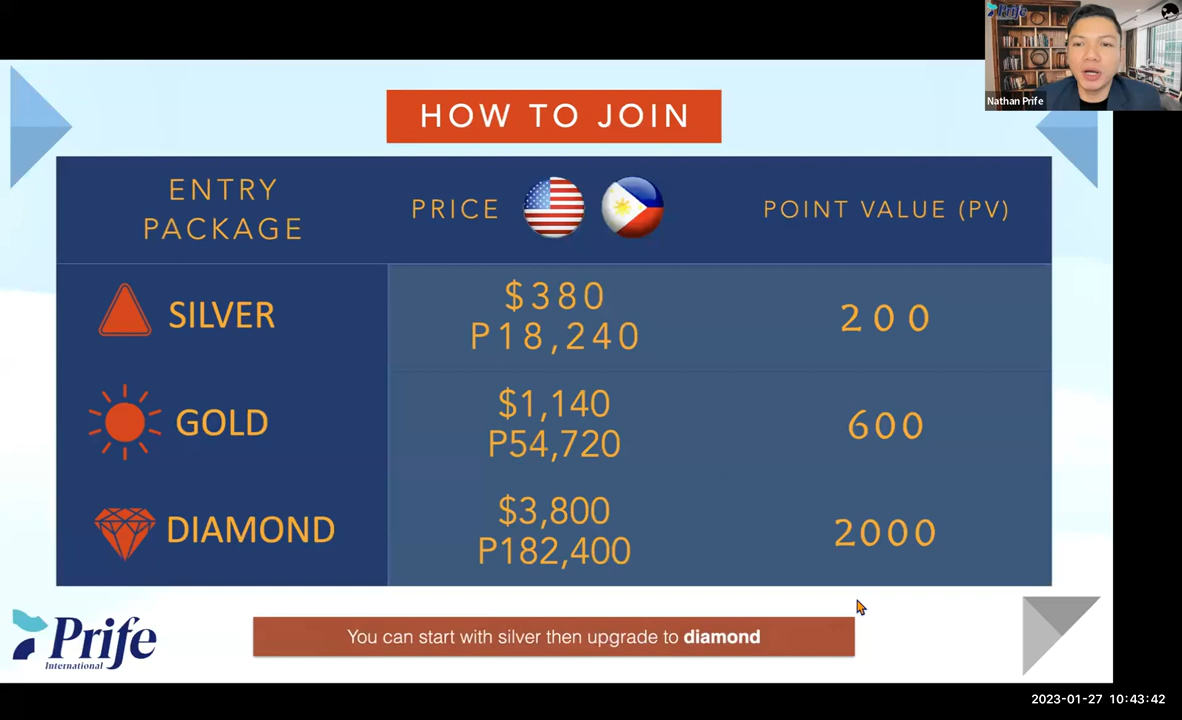 Prife
Nathan Prife
HOW TO JOIN
ENTRY
PACKAGE
PRICE
POINT VALUE (PV)
SILVER
$380
P18,240
200
GOLD
$1,140
P54,720
600
DIAMOND
$3,800
P182,400
2000
Prife
International
You can start with silver then upgrade to diamond
2023-01-27 10:43:42